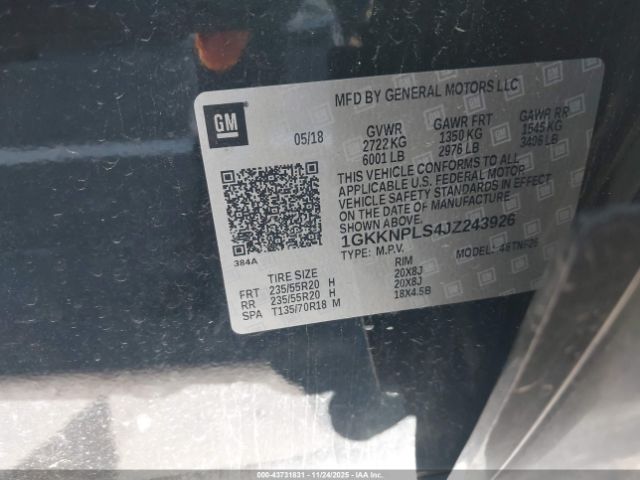 MFD BY GENERAL MOTORS LLC
GM
05/18
GVWR GAWR FRT GAWR RR
2722 KG 1350 KG 1545 KG
6001 LB 2976 LB 3406 LB
THIS VEHICLE CONFORMS TO ALL
APPLICABLE U.S. FEDERAL MOTOR
VEHICLE SAFETY STANDARDS IN
EFFECT ON THE DATE OF MANUFACTURE
SHOWN ABOVE.
1GKKNPLS4JZ243926
TYPE: M.P.V. MODEL:
384A
TIRE SIZE RIM
FRT 235/55R20 H 20X8J
RR 235/55R20 H 20X8J
SPA T135/70R18 M 18X4.5B
000-43731831 - 11/24/2025 - IAAI.COM